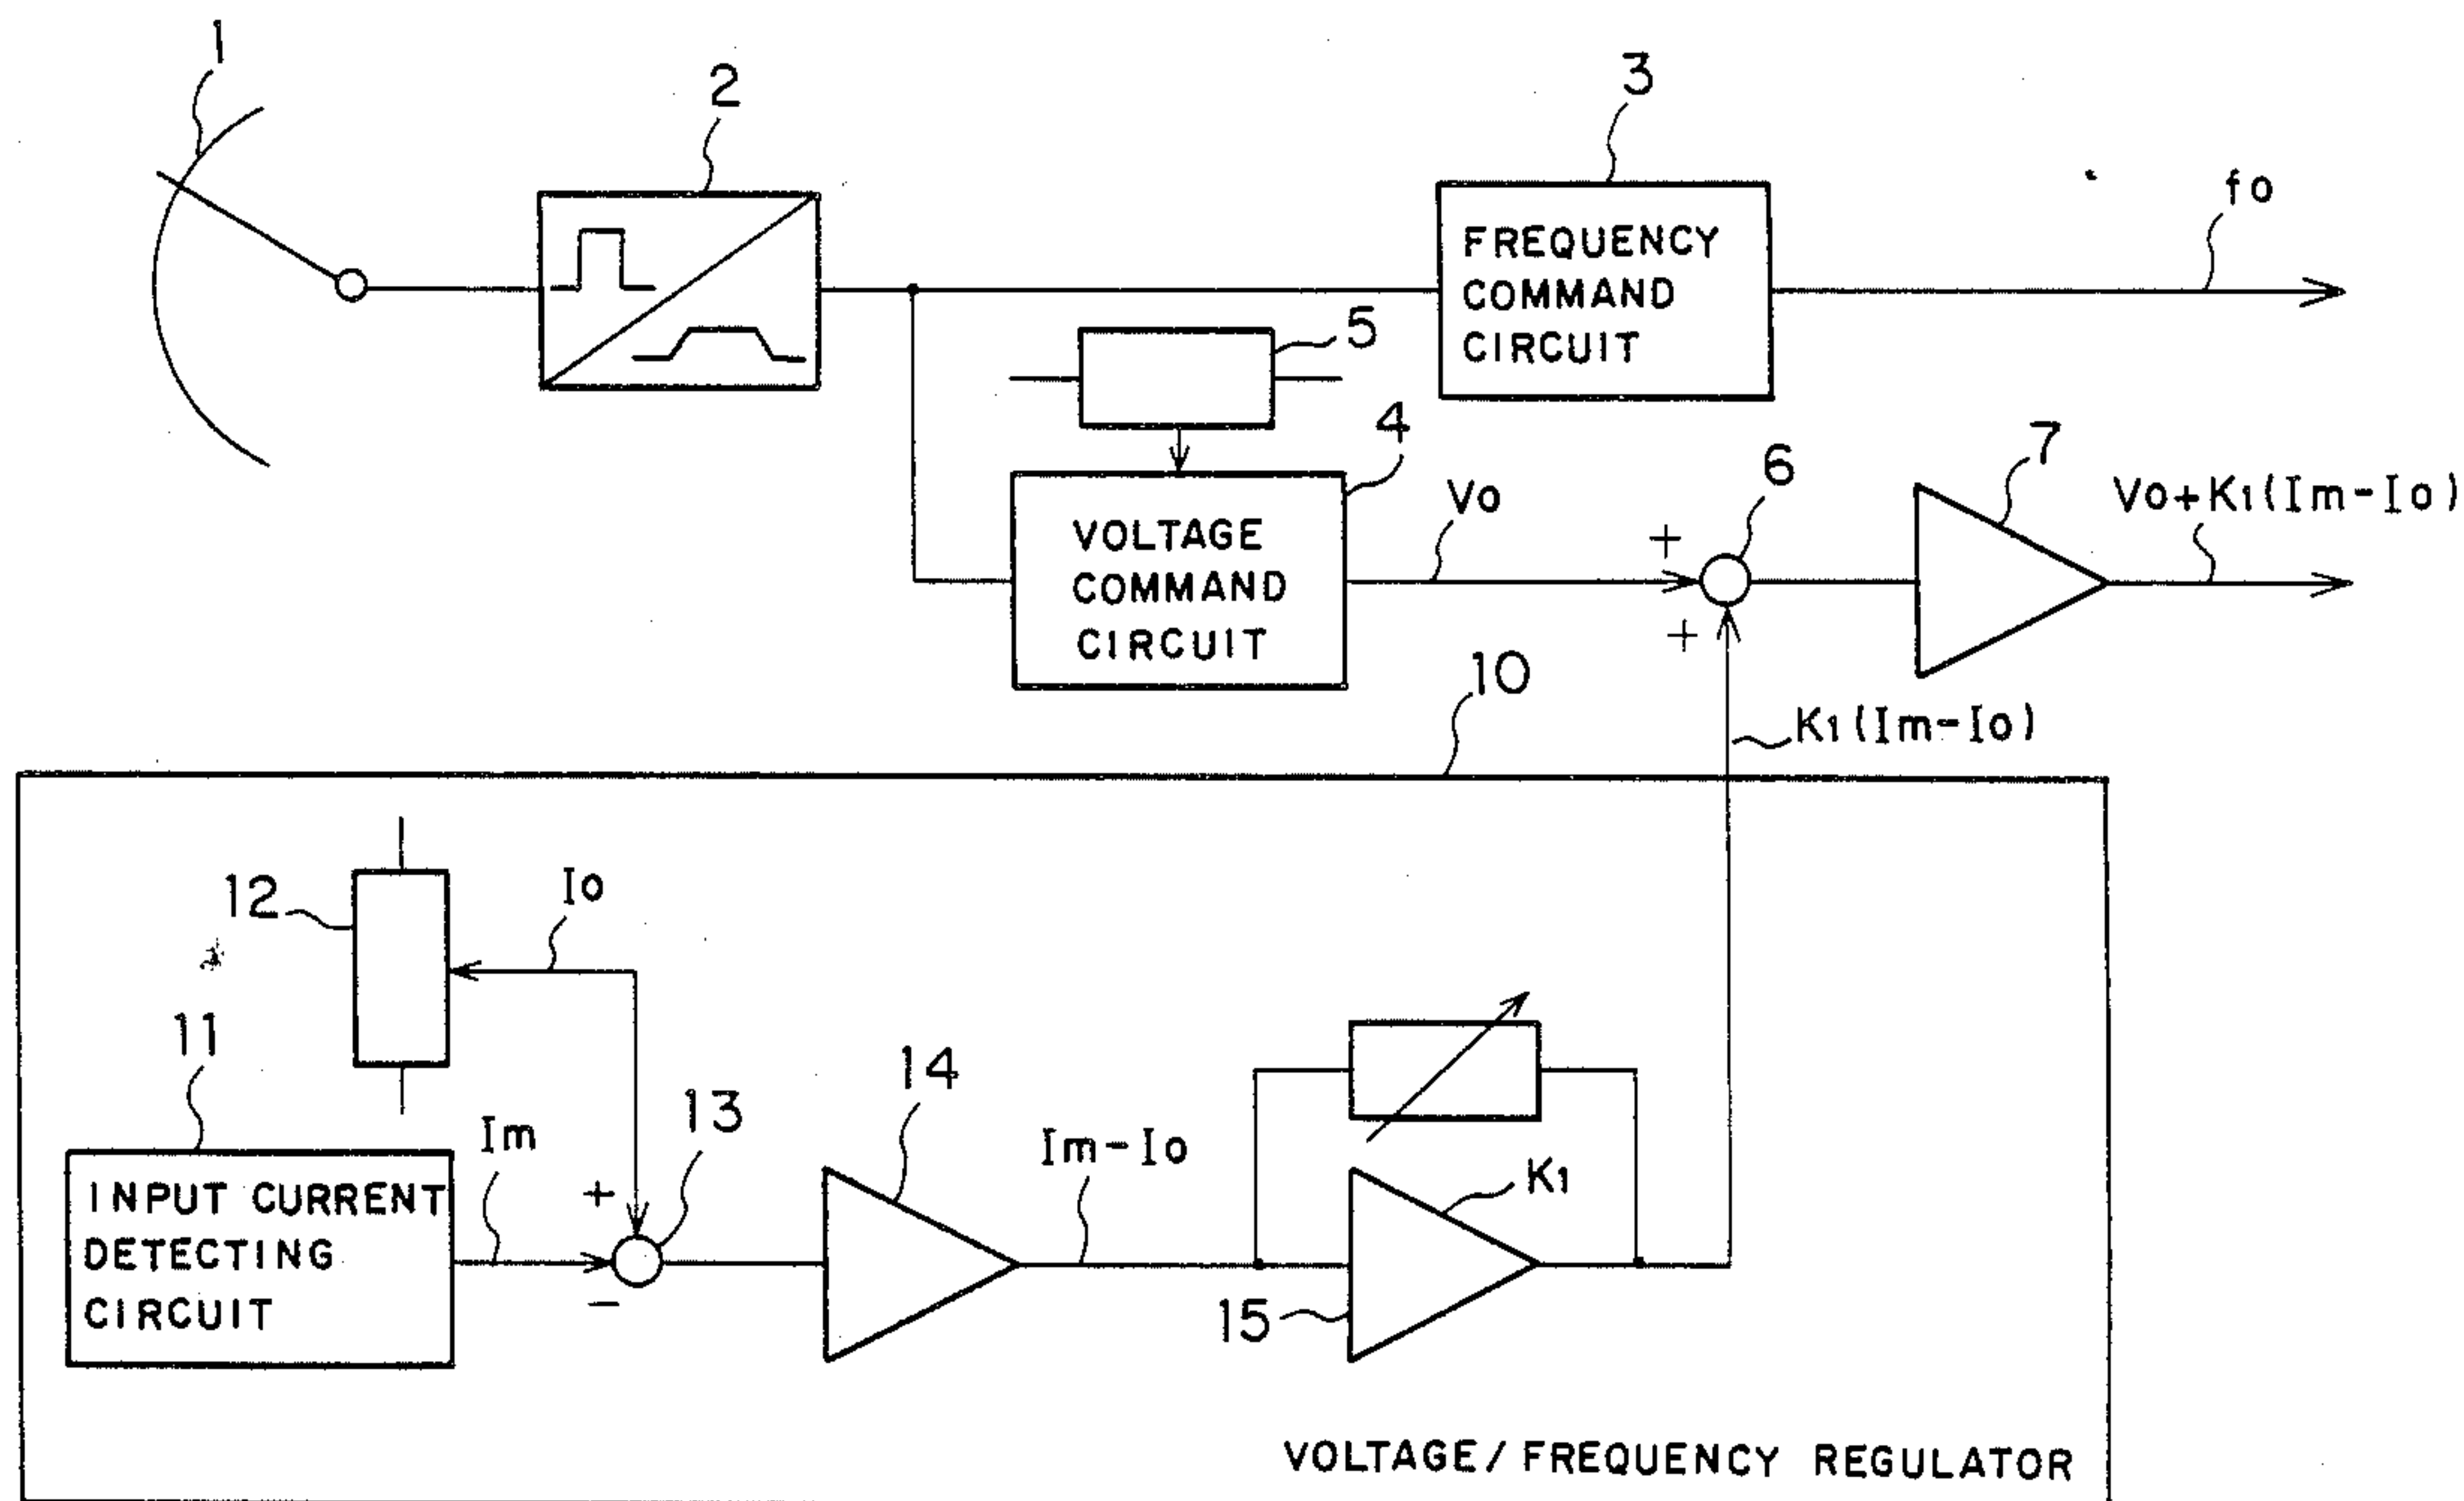 1
2
3
fo
FREQUENCY
COMMAND
CIRCUIT
5
4
VOLTAGE
COMMAND
CIRCUIT
Vo
+
+
6
7
Vo+K1(Im-Io)
10
K1(Im-Io)
12
Io
11
INPUT CURRENT
DETECTING
CIRCUIT
Im
+
-
13
14
Im-Io
K1
15
VOLTAGE/FREQUENCY REGULATOR